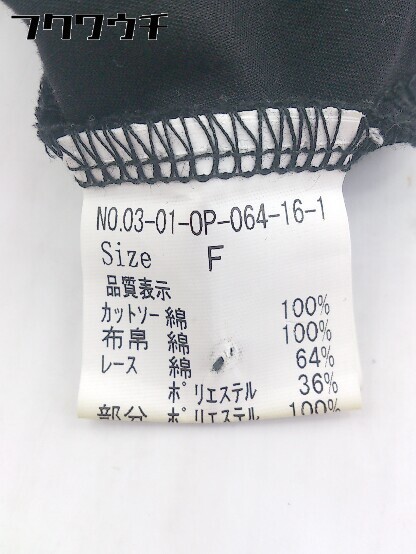 フクワウチ
NO.03-01-OP-064-16-1
Size F
品質表示
カットソー 綿 100%
布帛 綿 100%
レース 綿 64%
ポリエステル 36%
部分 ポリエステル 100%